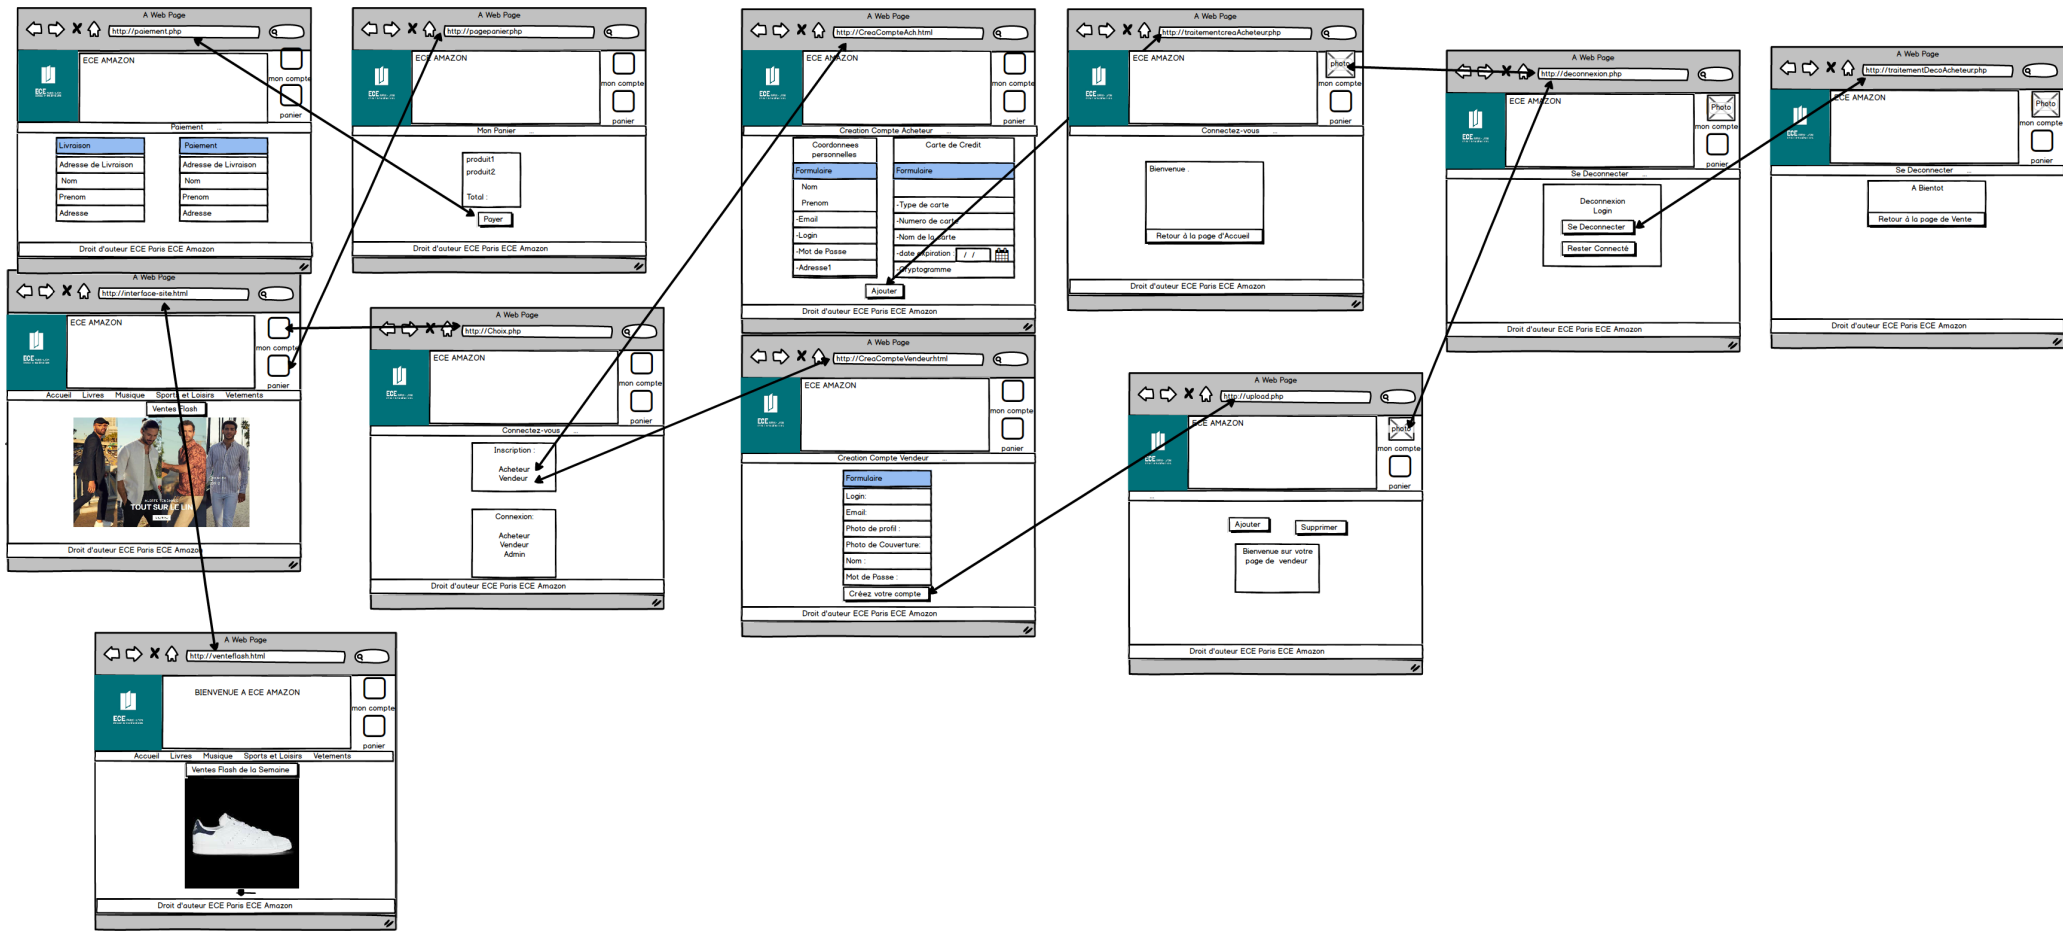 A Web Page
http://paiement.php
ECE AMAZON
ECE
mon compte
panier
Paiement ...
Livraison
Adresse de Livraison
Nom
Prenom
Adresse
Paiement
Adresse de Livraison
Nom
Prenom
Adresse
Droit d'auteur ECE Paris ECE Amazon
A Web Page
http://pagepanier.php
ECE AMAZON
ECE
mon compte
panier
Mon Panier ...
produit1
produit2
Total :
Payer
Droit d'auteur ECE Paris ECE Amazon
A Web Page
http://CreaCompteAch.html
ECE AMAZON
ECE
mon compte
panier
Creation Compte Acheteur ...
Coordonnees
personnelles
Formulaire
Nom
Prenom
-Email
-Login
-Mot de Passe
-Adresse1
Carte de Credit
Formulaire
-Type de carte
-Numero de carte
-Nom de la carte
-date expiration : / /
-Cryptogramme
Ajouter
Droit d'auteur ECE Paris ECE Amazon
A Web Page
http://traitementcreaAcheteur.php
ECE AMAZON
ECE
photo
mon compte
panier
Connectez-vous ...
Bienvenue .
Retour à la page d'Accueil
Droit d'auteur ECE Paris ECE Amazon
A Web Page
http://deconnexion.php
ECE AMAZON
ECE
Photo
mon compte
panier
Se Deconnecter ...
Deconnexion
Login
Se Deconnecter
Rester Connecté
Droit d'auteur ECE Paris ECE Amazon
A Web Page
http://traitementDecoAcheteur.php
ECE AMAZON
ECE
Photo
mon compte
panier
Se Deconnecter ...
A Bientot
Retour à la page de Vente
Droit d'auteur ECE Paris ECE Amazon
A Web Page
http://interface-site.html
ECE AMAZON
ECE
mon compte
panier
Accueil Livres Musique Sports et Loisirs Vetements
Ventes Flash
TOUT SUR LE LIN
Droit d'auteur ECE Paris ECE Amazon
A Web Page
http://Choix.php
ECE AMAZON
ECE
mon compte
panier
Connectez-vous ...
Inscription :
Acheteur
Vendeur
Connexion:
Acheteur
Vendeur
Admin
Droit d'auteur ECE Paris ECE Amazon
A Web Page
http://CreaCompteVendeur.html
ECE AMAZON
ECE
mon compte
panier
Creation Compte Vendeur ...
Formulaire
Login:
Email:
Photo de profil :
Photo de Couverture:
Nom :
Mot de Passe :
Créez votre compte
Droit d'auteur ECE Paris ECE Amazon
A Web Page
http://upload.php
ECE AMAZON
ECE
photo
mon compte
panier
...
Ajouter
Supprimer
Bienvenue sur votre
page de vendeur
Droit d'auteur ECE Paris ECE Amazon
A Web Page
http://venteflash.html
BIENVENUE A ECE AMAZON
ECE
mon compte
panier
Accueil Livres Musique Sports et Loisirs Vetements
Ventes Flash de la Semaine
Droit d'auteur ECE Paris ECE Amazon